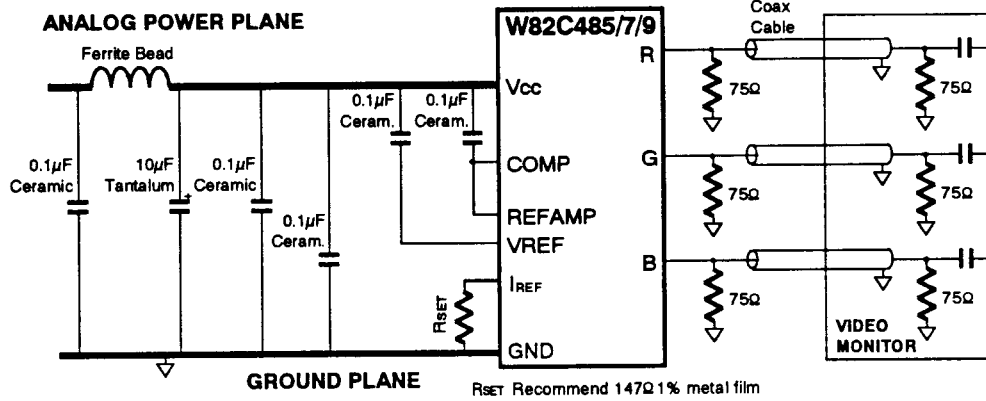 ANALOG POWER PLANE
Ferrite Bead
0.1µF
Ceramic
10µF
Tantalum
+
0.1µF
Ceramic
0.1µF
Ceram.
0.1µF
Ceram.
0.1µF
Ceram.
W82C485/7/9
Vcc
COMP
REFAMP
VREF
IREF
GND
R
G
B
RSET
GROUND PLANE
RSET Recommend 147Ω 1% metal film
Coax
Cable
75Ω
75Ω
75Ω
75Ω
75Ω
75Ω
VIDEO
MONITOR